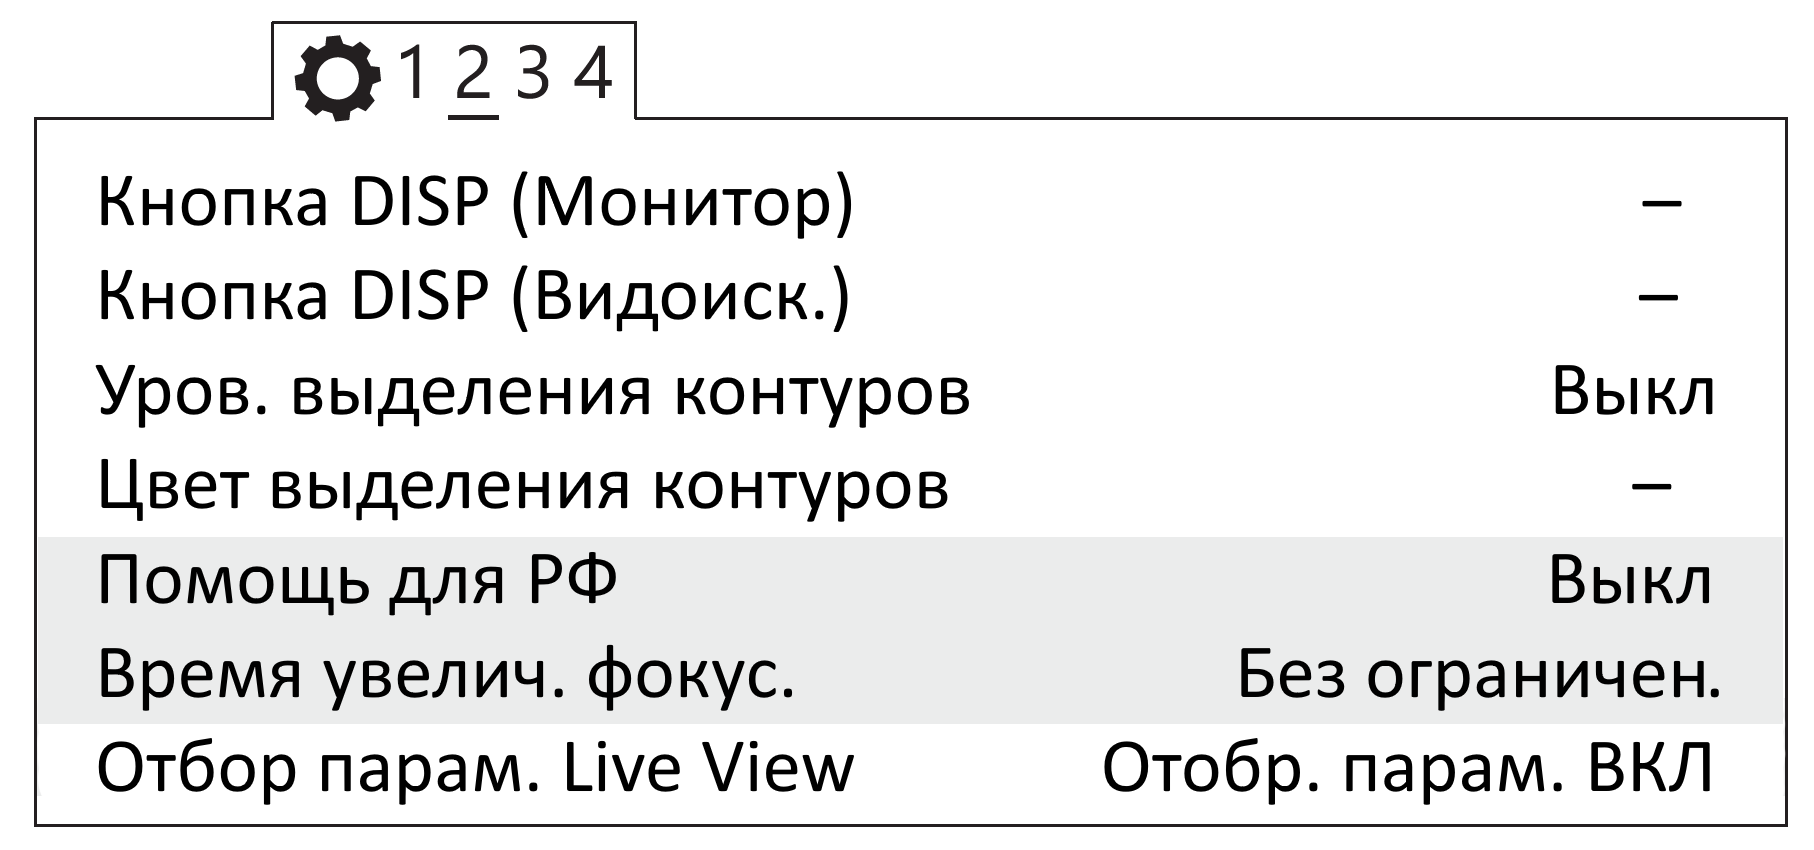 1 2 3 4
Кнопка DISP (Монитор) –
Кнопка DISP (Видоиск.) –
Уров. выделения контуров Выкл
Цвет выделения контуров –
Помощь для РФ Выкл
Время увелич. фокус. Без ограничен.
Отбор парам. Live View Отобр. парам. ВКЛ